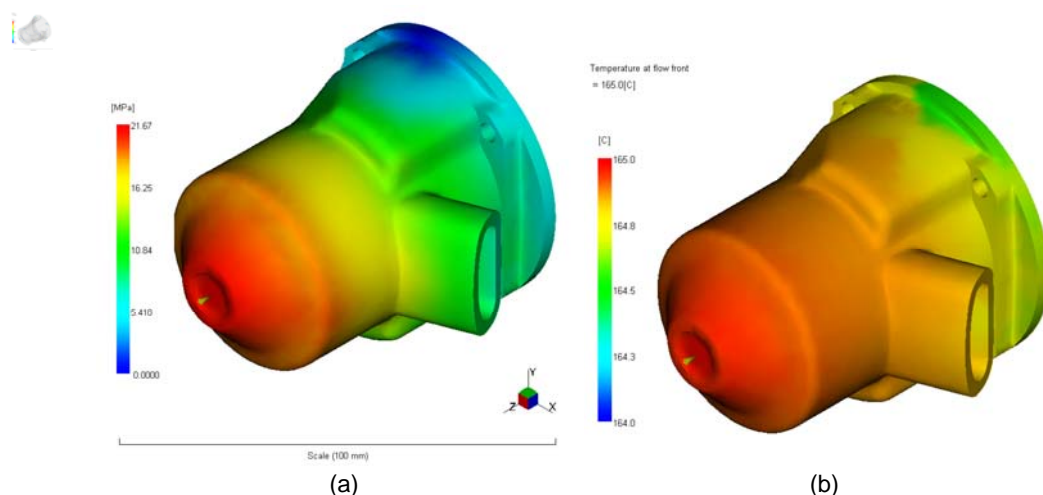 [MPa]
21.67
16.25
10.84
5.410
0.0000
Y
Z
X
Scale (100 mm)
(a)
Temperature at flow front
= 165.0[C]
[C]
165.0
164.8
164.5
164.3
164.0
(b)